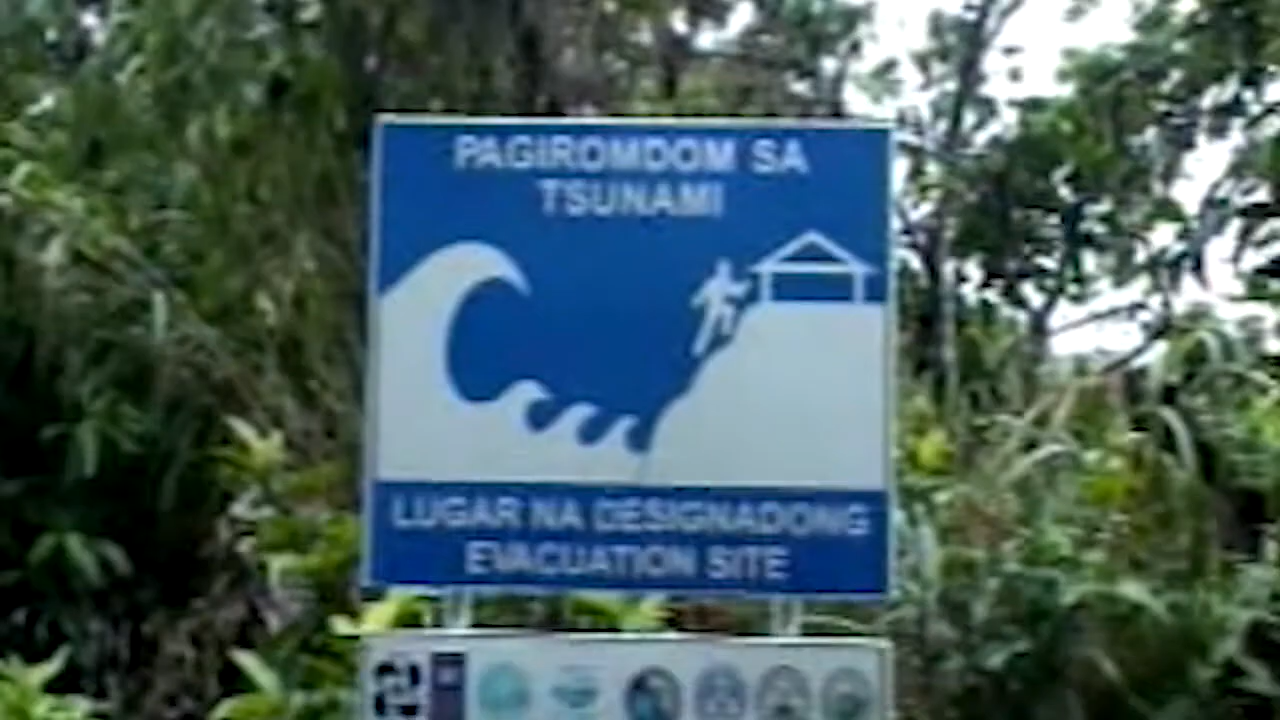 PAGIROMDOM SA
TSUNAMI
LUGAR NA DESIGNADONG
EVACUATION SITE